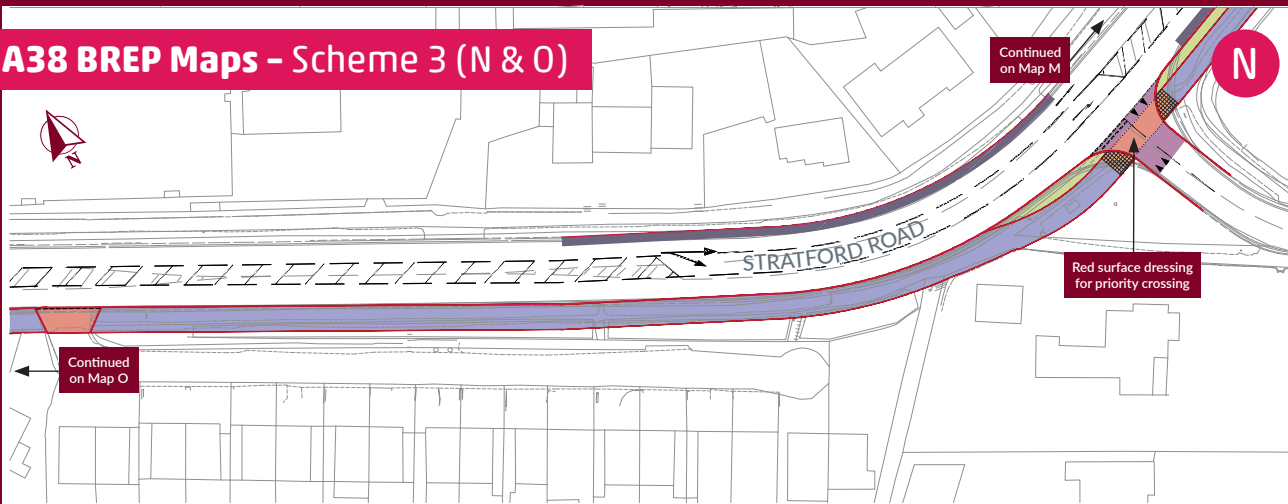 A38 BREP Maps – Scheme 3 (N & O)
Continued
on Map M
N
N
STRATFORD ROAD
Red surface dressing
for priority crossing
Continued
on Map O